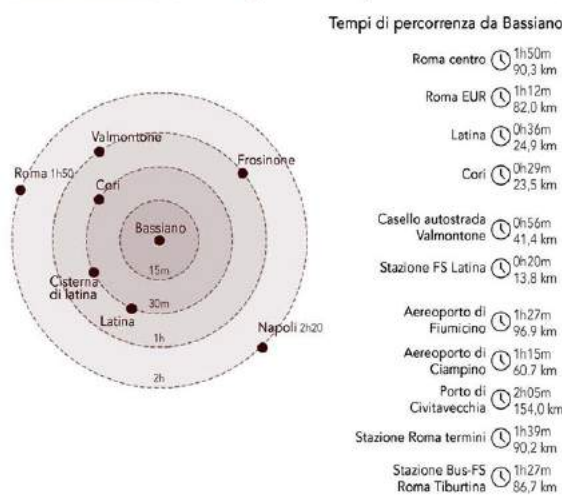 Tempi di percorrenza da Bassiano
Roma centro 1h50m
90,3 km
Roma EUR 1h12m
82,0 km
Latina 0h36m
24,9 km
Cori 0h29m
23,5 km
Casello autostrada 0h56m
Valmontone 41,4 km
Stazione FS Latina 0h20m
13,8 km
Aereoporto di 1h27m
Fiumicino 96,9 km
Aereoporto di 1h15m
Ciampino 60.7 km
Porto di 2h05m
Civitavecchia 154,0 km
Stazione Roma termini 1h39m
90,2 km
Stazione Bus-FS 1h27m
Roma Tiburtina 86,7 km
Valmontone
Frosinone
Roma 1h50
Cori
Bassiano
15m
Cisterna
di latina
30m
Latina
Napoli 2h20
1h
2h